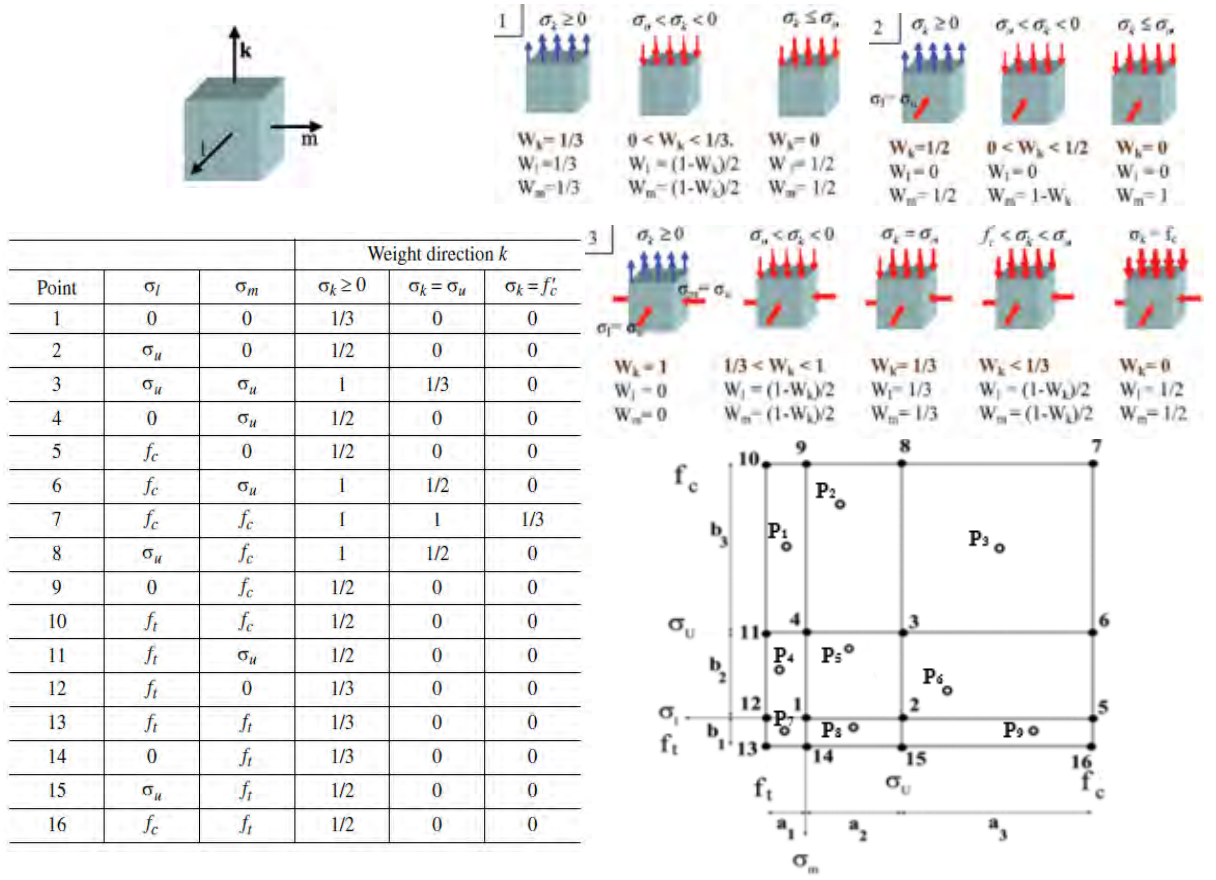 k
m
l
1
σk ≥ 0
σu < σk < 0
σk ≤ σu
Wk = 1/3
0 < Wk < 1/3.
Wk = 0
Wl = 1/3
Wl = (1-Wk)/2
Wl = 1/2
Wm = 1/3
Wm = (1-Wk)/2
Wm = 1/2
2
σk ≥ 0
σu < σk < 0
σk ≤ σu
σl = σu
Wk = 1/2
0 < Wk < 1/2
Wk = 0
Wl = 0
Wl = 0
Wl = 0
Wm = 1/2
Wm = 1-Wk
Wm = 1
3
σk ≥ 0
σu < σk < 0
σk = σu
fc < σk < σu
σk = fc
σm = σu
Wk = 1
1/3 < Wk < 1
Wk = 1/3
Wk < 1/3
Wk = 0
Wl = 0
Wl = (1-Wk)/2
Wl = 1/3
Wl = (1-Wk)/2
Wl = 1/2
Wm = 0
Wm = (1-Wk)/2
Wm = 1/3
Wm = (1-Wk)/2
Wm = 1/2
Weight direction k
Point σl σm σk ≥ 0 σk = σu σk = f′c
1 0 0 1/3 0 0
2 σu 0 1/2 0 0
3 σu σu 1 1/3 0
4 0 σu 1/2 0 0
5 fc 0 1/2 0 0
6 fc σu 1 1/2 0
7 fc fc 1 1 1/3
8 σu fc 1 1/2 0
9 0 fc 1/2 0 0
10 ft fc 1/2 0 0
11 ft σu 1/2 0 0
12 ft 0 1/3 0 0
13 ft ft 1/3 0 0
14 0 ft 1/3 0 0
15 σu ft 1/2 0 0
16 fc ft 1/2 0 0
10 9 8 7
fc
P2
b3
P1
P3
σU
11 4 3 6
b2
P4
P5
P6
12 1 2 5
P7
P8
P9
b1
ft
13 14 15 16
ft
σU
fc
a1
a2
a3
σm